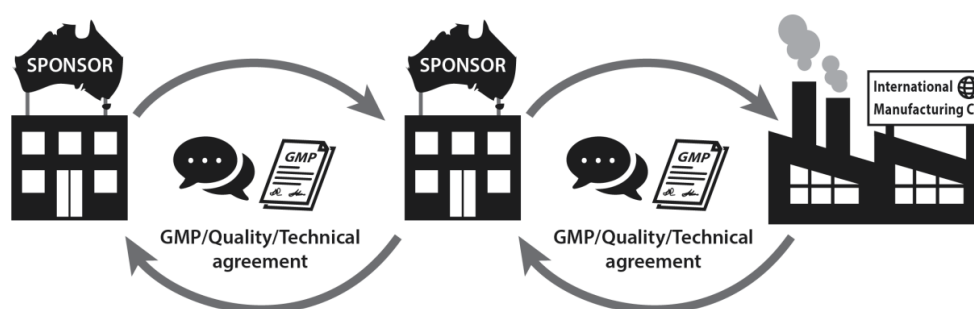 SPONSOR
SPONSOR
International
Manufacturing C
GMP
GMP
GMP/Quality/Technical
agreement
GMP/Quality/Technical
agreement